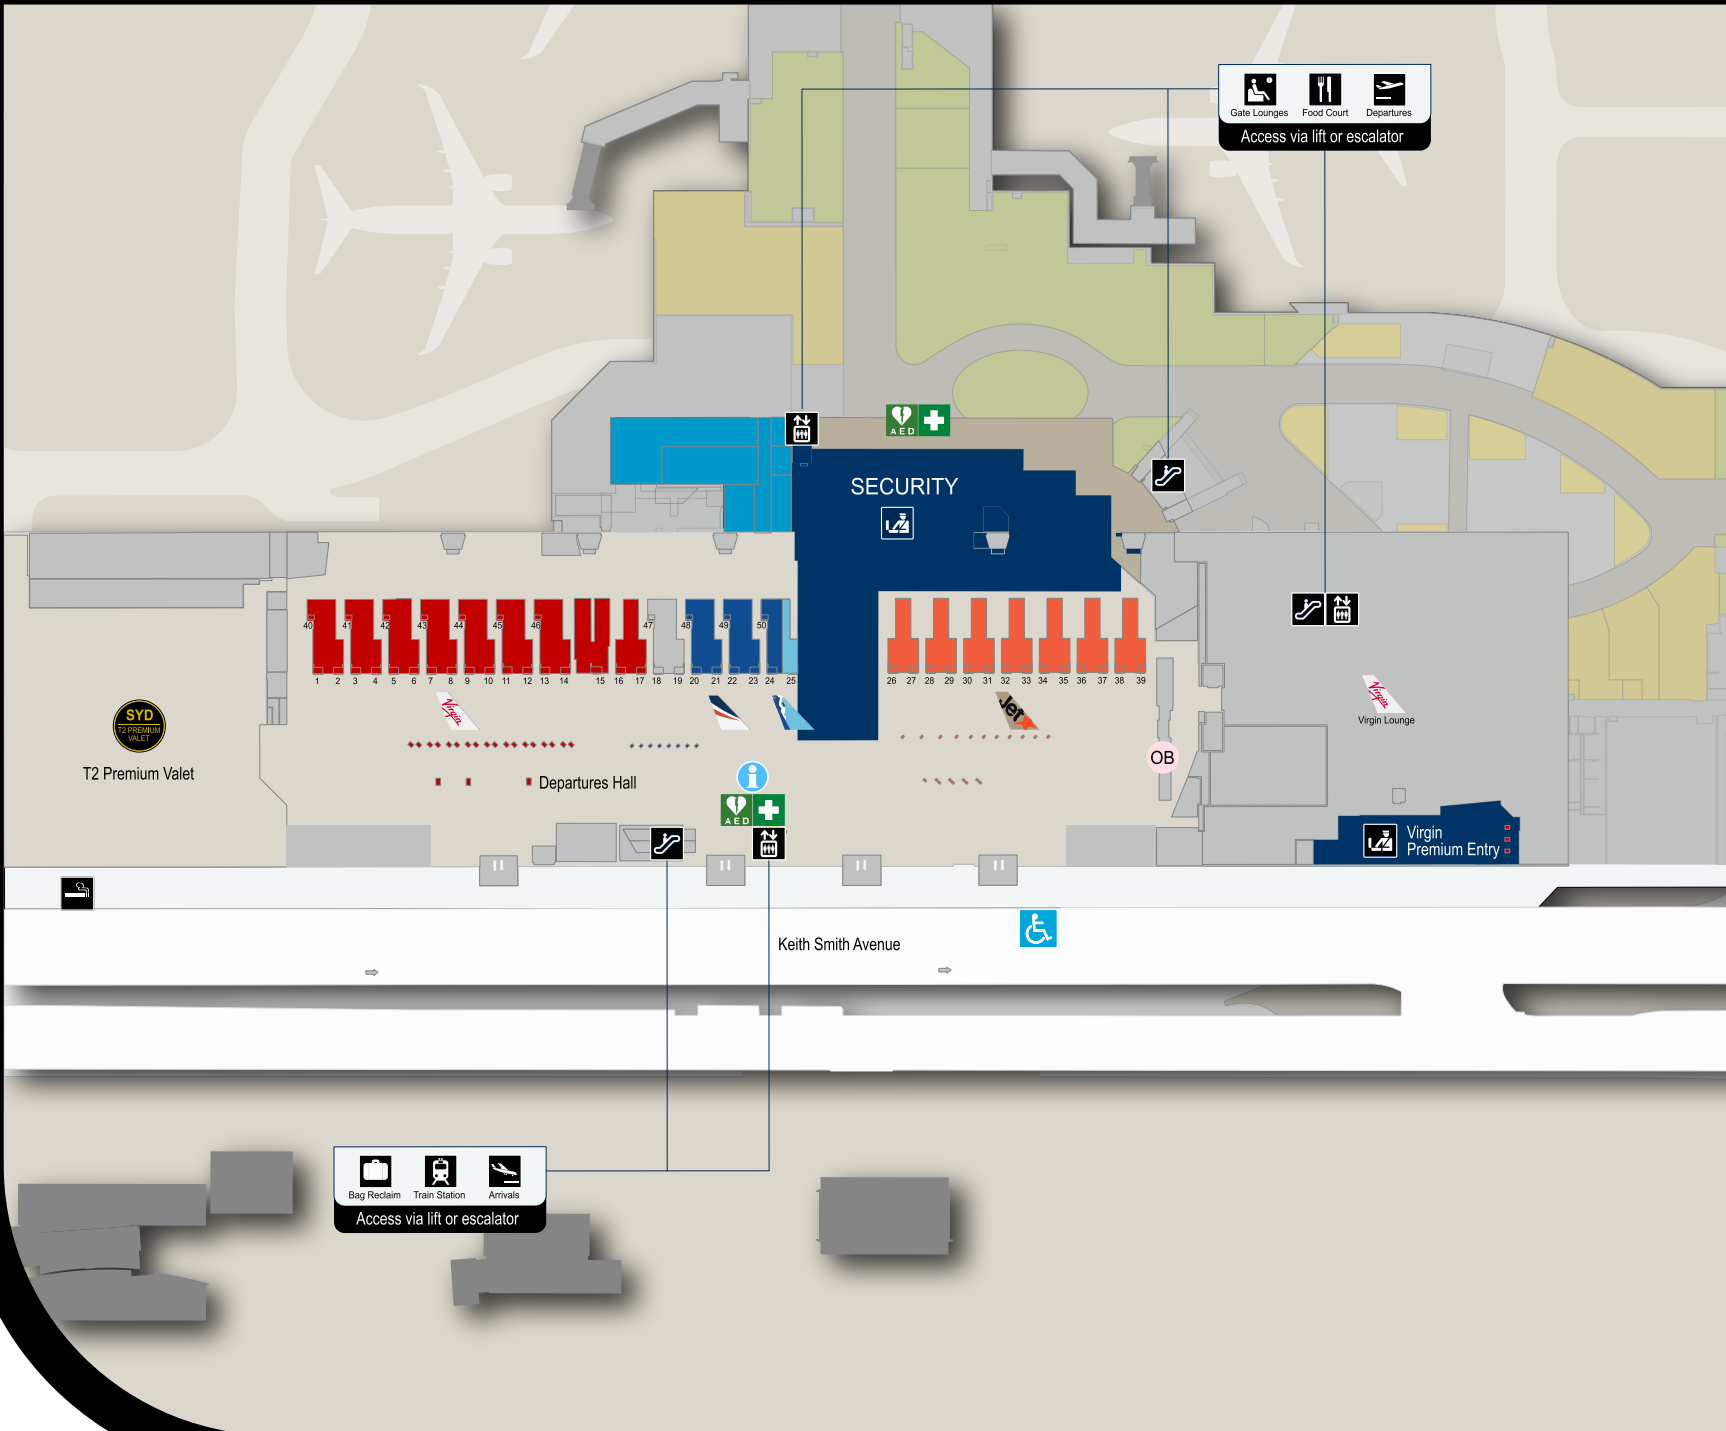 Gate Lounges
Food Court
Departures
Access via lift or escalator
AED
SECURITY
40
41
42
43
44
45
46
47
48
49
50
1
2
3
4
5
6
7
8
9
10
11
12
13
14
15
16
17
18
19
20
21
22
23
24
25
26
27
28
29
30
31
32
33
34
35
36
37
38
39
Virgin
Jet
Virgin
Virgin Lounge
SYD
T2 PREMIUM
VALET
T2 Premium Valet
OB
i
Departures Hall
AED
Virgin
Premium Entry
Keith Smith Avenue
Bag Reclaim
Train Station
Arrivals
Access via lift or escalator